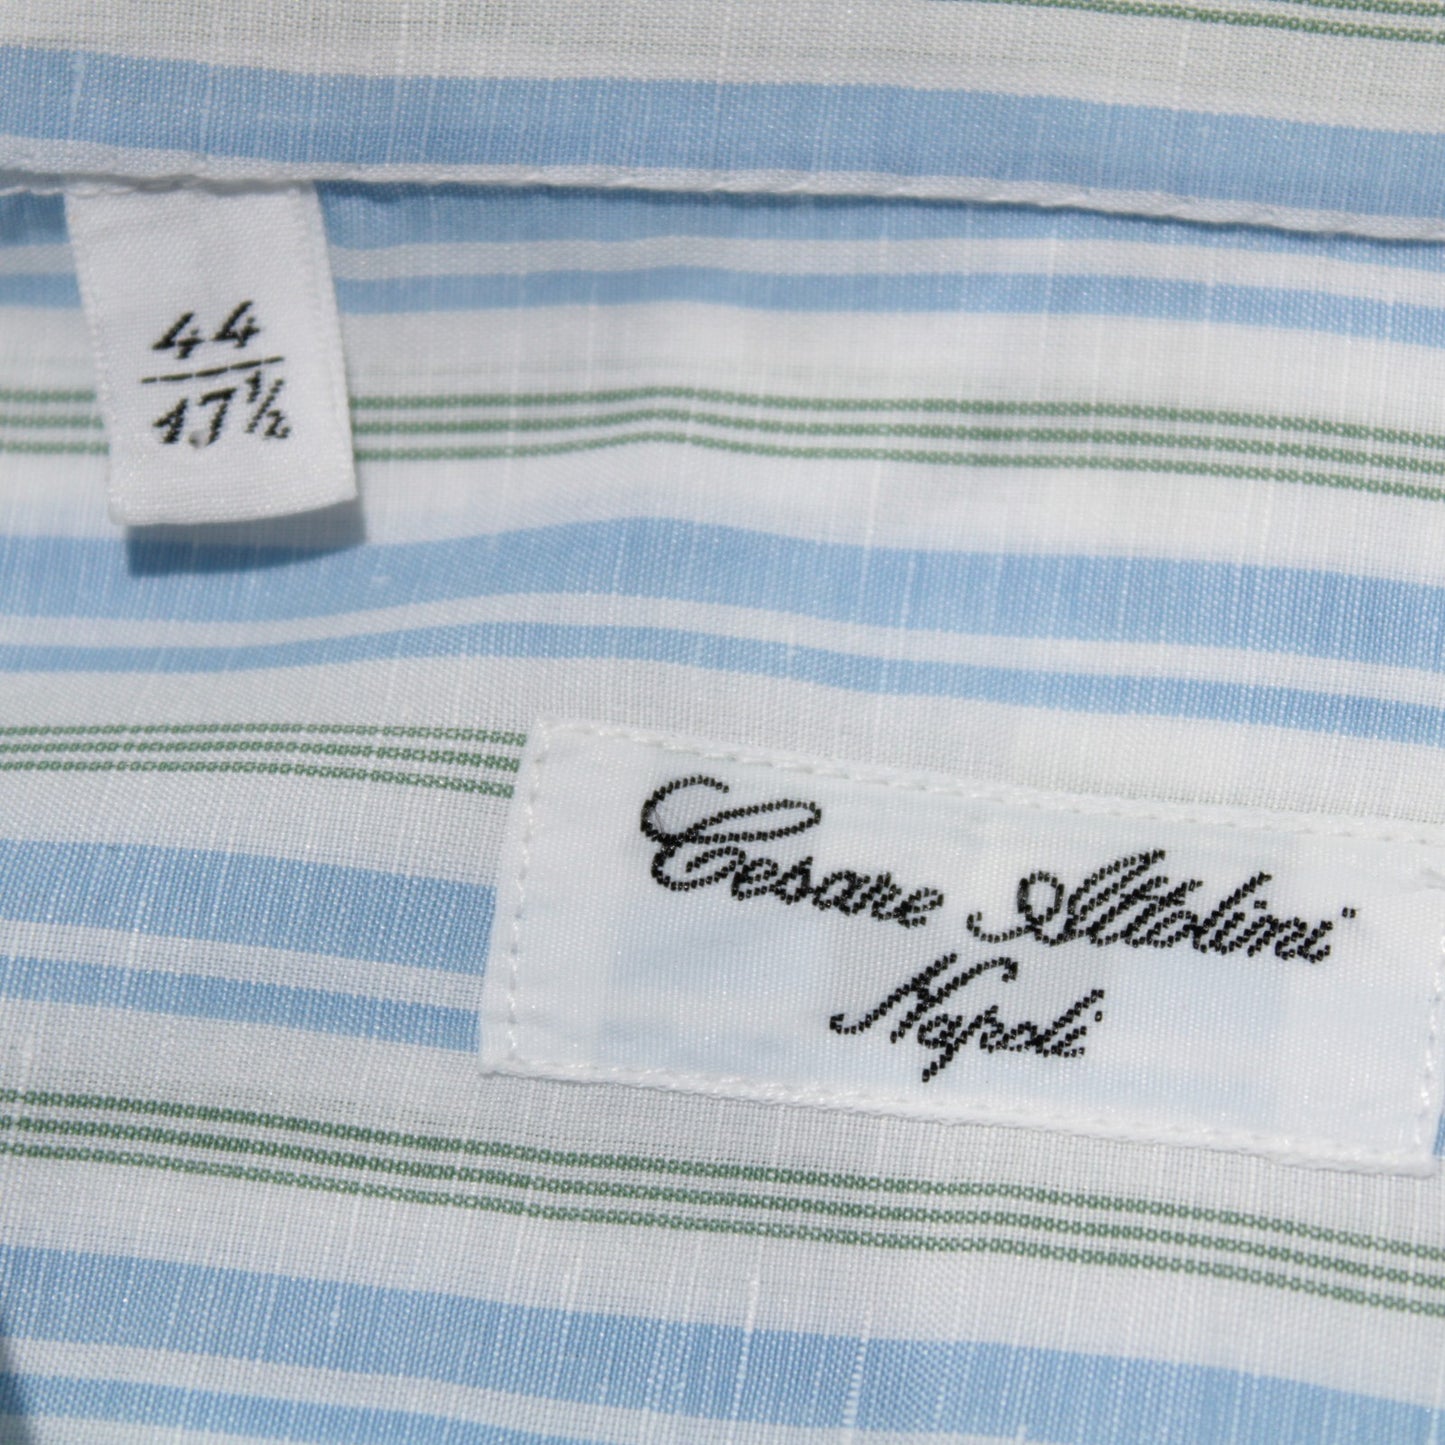 44
17½
Cesare Attolini
Napoli